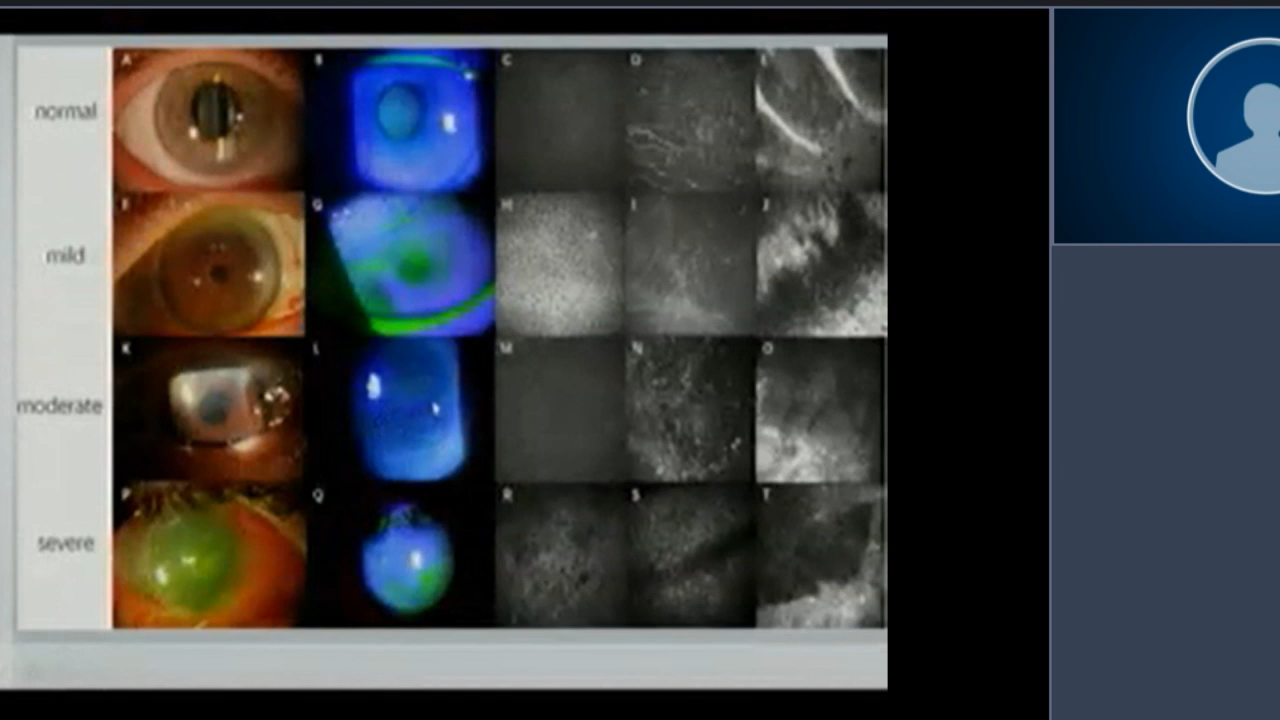 A B C D E
normal
F G H I J
mild
K L M N O
moderate
P Q R S T
severe